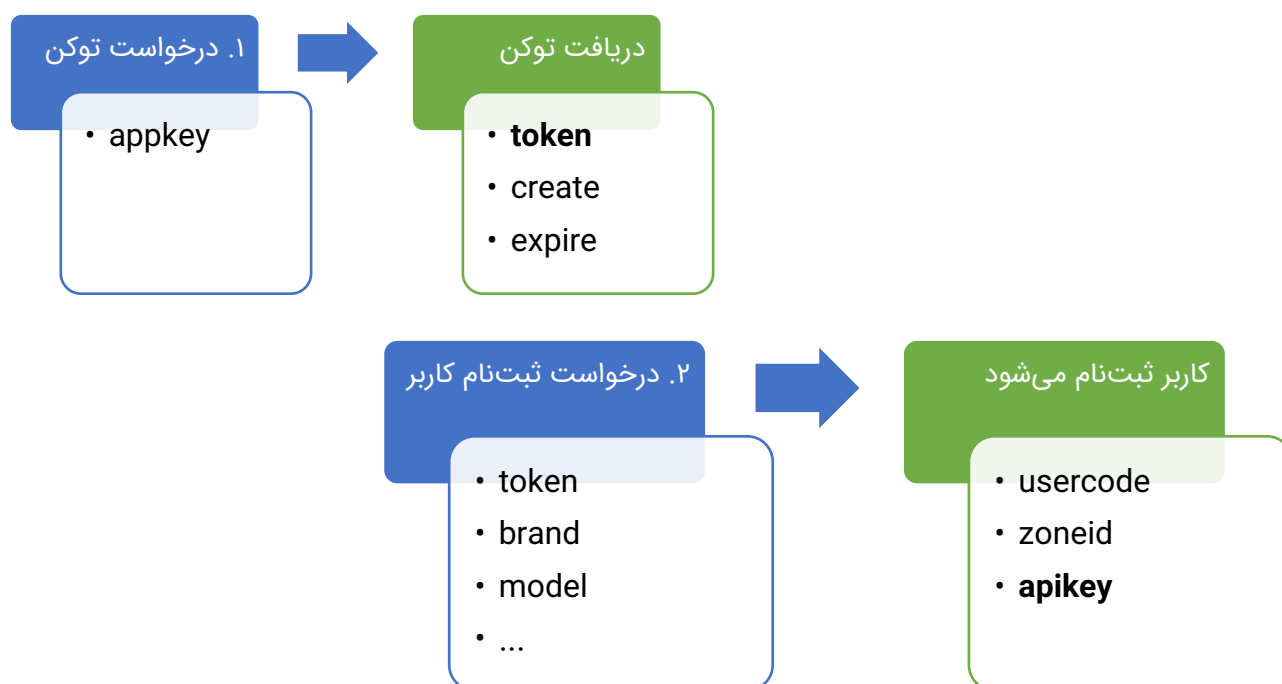 ۱. درخواست توکن
• appkey
دریافت توکن
• token
• create
• expire
۲. درخواست ثبت‌نام کاربر
• token
• brand
• model
• ...
کاربر ثبت‌نام می‌شود
• usercode
• zoneid
• apikey